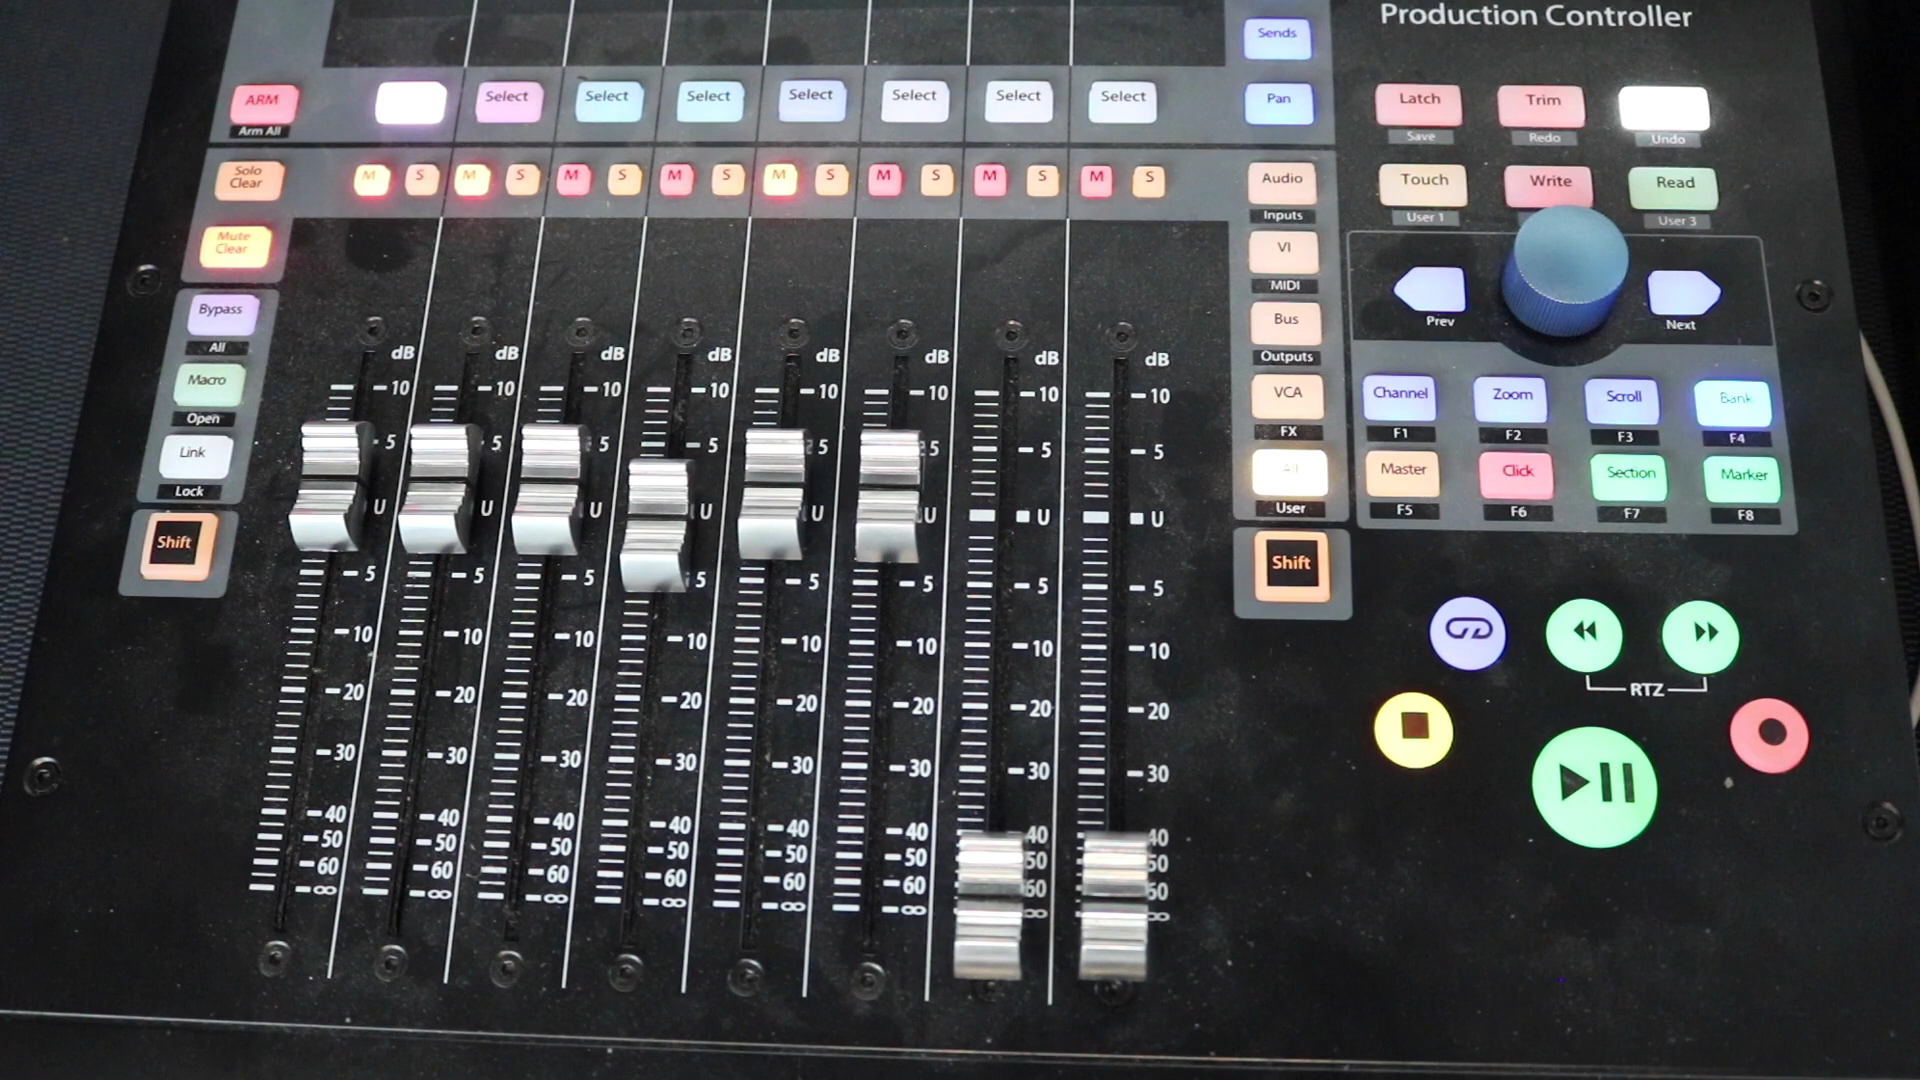 Production Controller
Sends
ARM
Select
Select
Select
Select
Select
Select
Select
Pan
Latch
Trim
Arm All
Save
Redo
Undo
Solo
Clear
M S M S M S M S M S M S M S M S
Audio
Touch
Write
Read
Inputs
User 1
User 3
Mute
Clear
VI
MIDI
Bypass
All
Bus
Outputs
Prev
Next
Macro
Open
VCA
FX
Channel
Zoom
Scroll
Bank
F1
F2
F3
F4
Link
Lock
All
User
Master
Click
Section
Marker
F5
F6
F7
F8
Shift
Shift
RTZ
dB dB dB dB dB dB dB dB
10 10 10 10 10 10 10 10
5 5 5 5 5 5 5 5
U U U U U U U U
5 5 5 5 5 5 5 5
10 10 10 10 10 10 10 10
20 20 20 20 20 20 20 20
30 30 30 30 30 30 30 30
40 40 40 40 40 40 40 40
50 50 50 50 50 50 50 50
60 60 60 60 60 60 60 60
∞ ∞ ∞ ∞ ∞ ∞ ∞ ∞